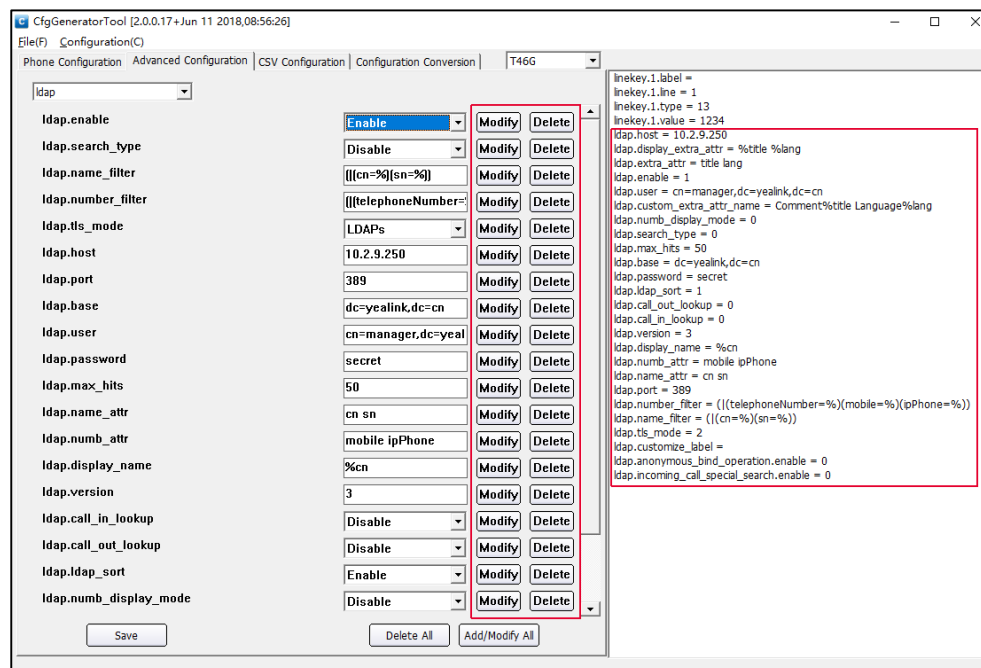 CfgGeneratorTool [2.0.0.17+Jun 11 2018,08:56:26]
File(F) Configuration(C)
Phone Configuration Advanced Configuration CSV Configuration Configuration Conversion T46G
ldap
ldap.enable Enable Modify Delete
ldap.search_type Disable Modify Delete
ldap.name_filter (|(cn=%)(sn=%)) Modify Delete
ldap.number_filter (|(telephoneNumber= Modify Delete
ldap.tls_mode LDAPs Modify Delete
ldap.host 10.2.9.250 Modify Delete
ldap.port 389 Modify Delete
ldap.base dc=yealink,dc=cn Modify Delete
ldap.user cn=manager,dc=yeal Modify Delete
ldap.password secret Modify Delete
ldap.max_hits 50 Modify Delete
ldap.name_attr cn sn Modify Delete
ldap.numb_attr mobile ipPhone Modify Delete
ldap.display_name %cn Modify Delete
ldap.version 3 Modify Delete
ldap.call_in_lookup Disable Modify Delete
ldap.call_out_lookup Disable Modify Delete
ldap.ldap_sort Enable Modify Delete
ldap.numb_display_mode Disable Modify Delete
Save Delete All Add/Modify All
linekey.1.label =
linekey.1.line = 1
linekey.1.type = 13
linekey.1.value = 1234
ldap.host = 10.2.9.250
ldap.display_extra_attr = %title %lang
ldap.extra_attr = title lang
ldap.enable = 1
ldap.user = cn=manager,dc=yealink,dc=cn
ldap.custom_extra_attr_name = Comment%title Language%lang
ldap.numb_display_mode = 0
ldap.search_type = 0
ldap.max_hits = 50
ldap.base = dc=yealink,dc=cn
ldap.password = secret
ldap.ldap_sort = 1
ldap.call_out_lookup = 0
ldap.call_in_lookup = 0
ldap.version = 3
ldap.display_name = %cn
ldap.numb_attr = mobile ipPhone
ldap.name_attr = cn sn
ldap.port = 389
ldap.number_filter = (|(telephoneNumber=%)(mobile=%)(ipPhone=%))
ldap.name_filter = (|(cn=%)(sn=%))
ldap.tls_mode = 2
ldap.customize_label =
ldap.anonymous_bind_operation.enable = 0
ldap.incoming_call_special_search.enable = 0